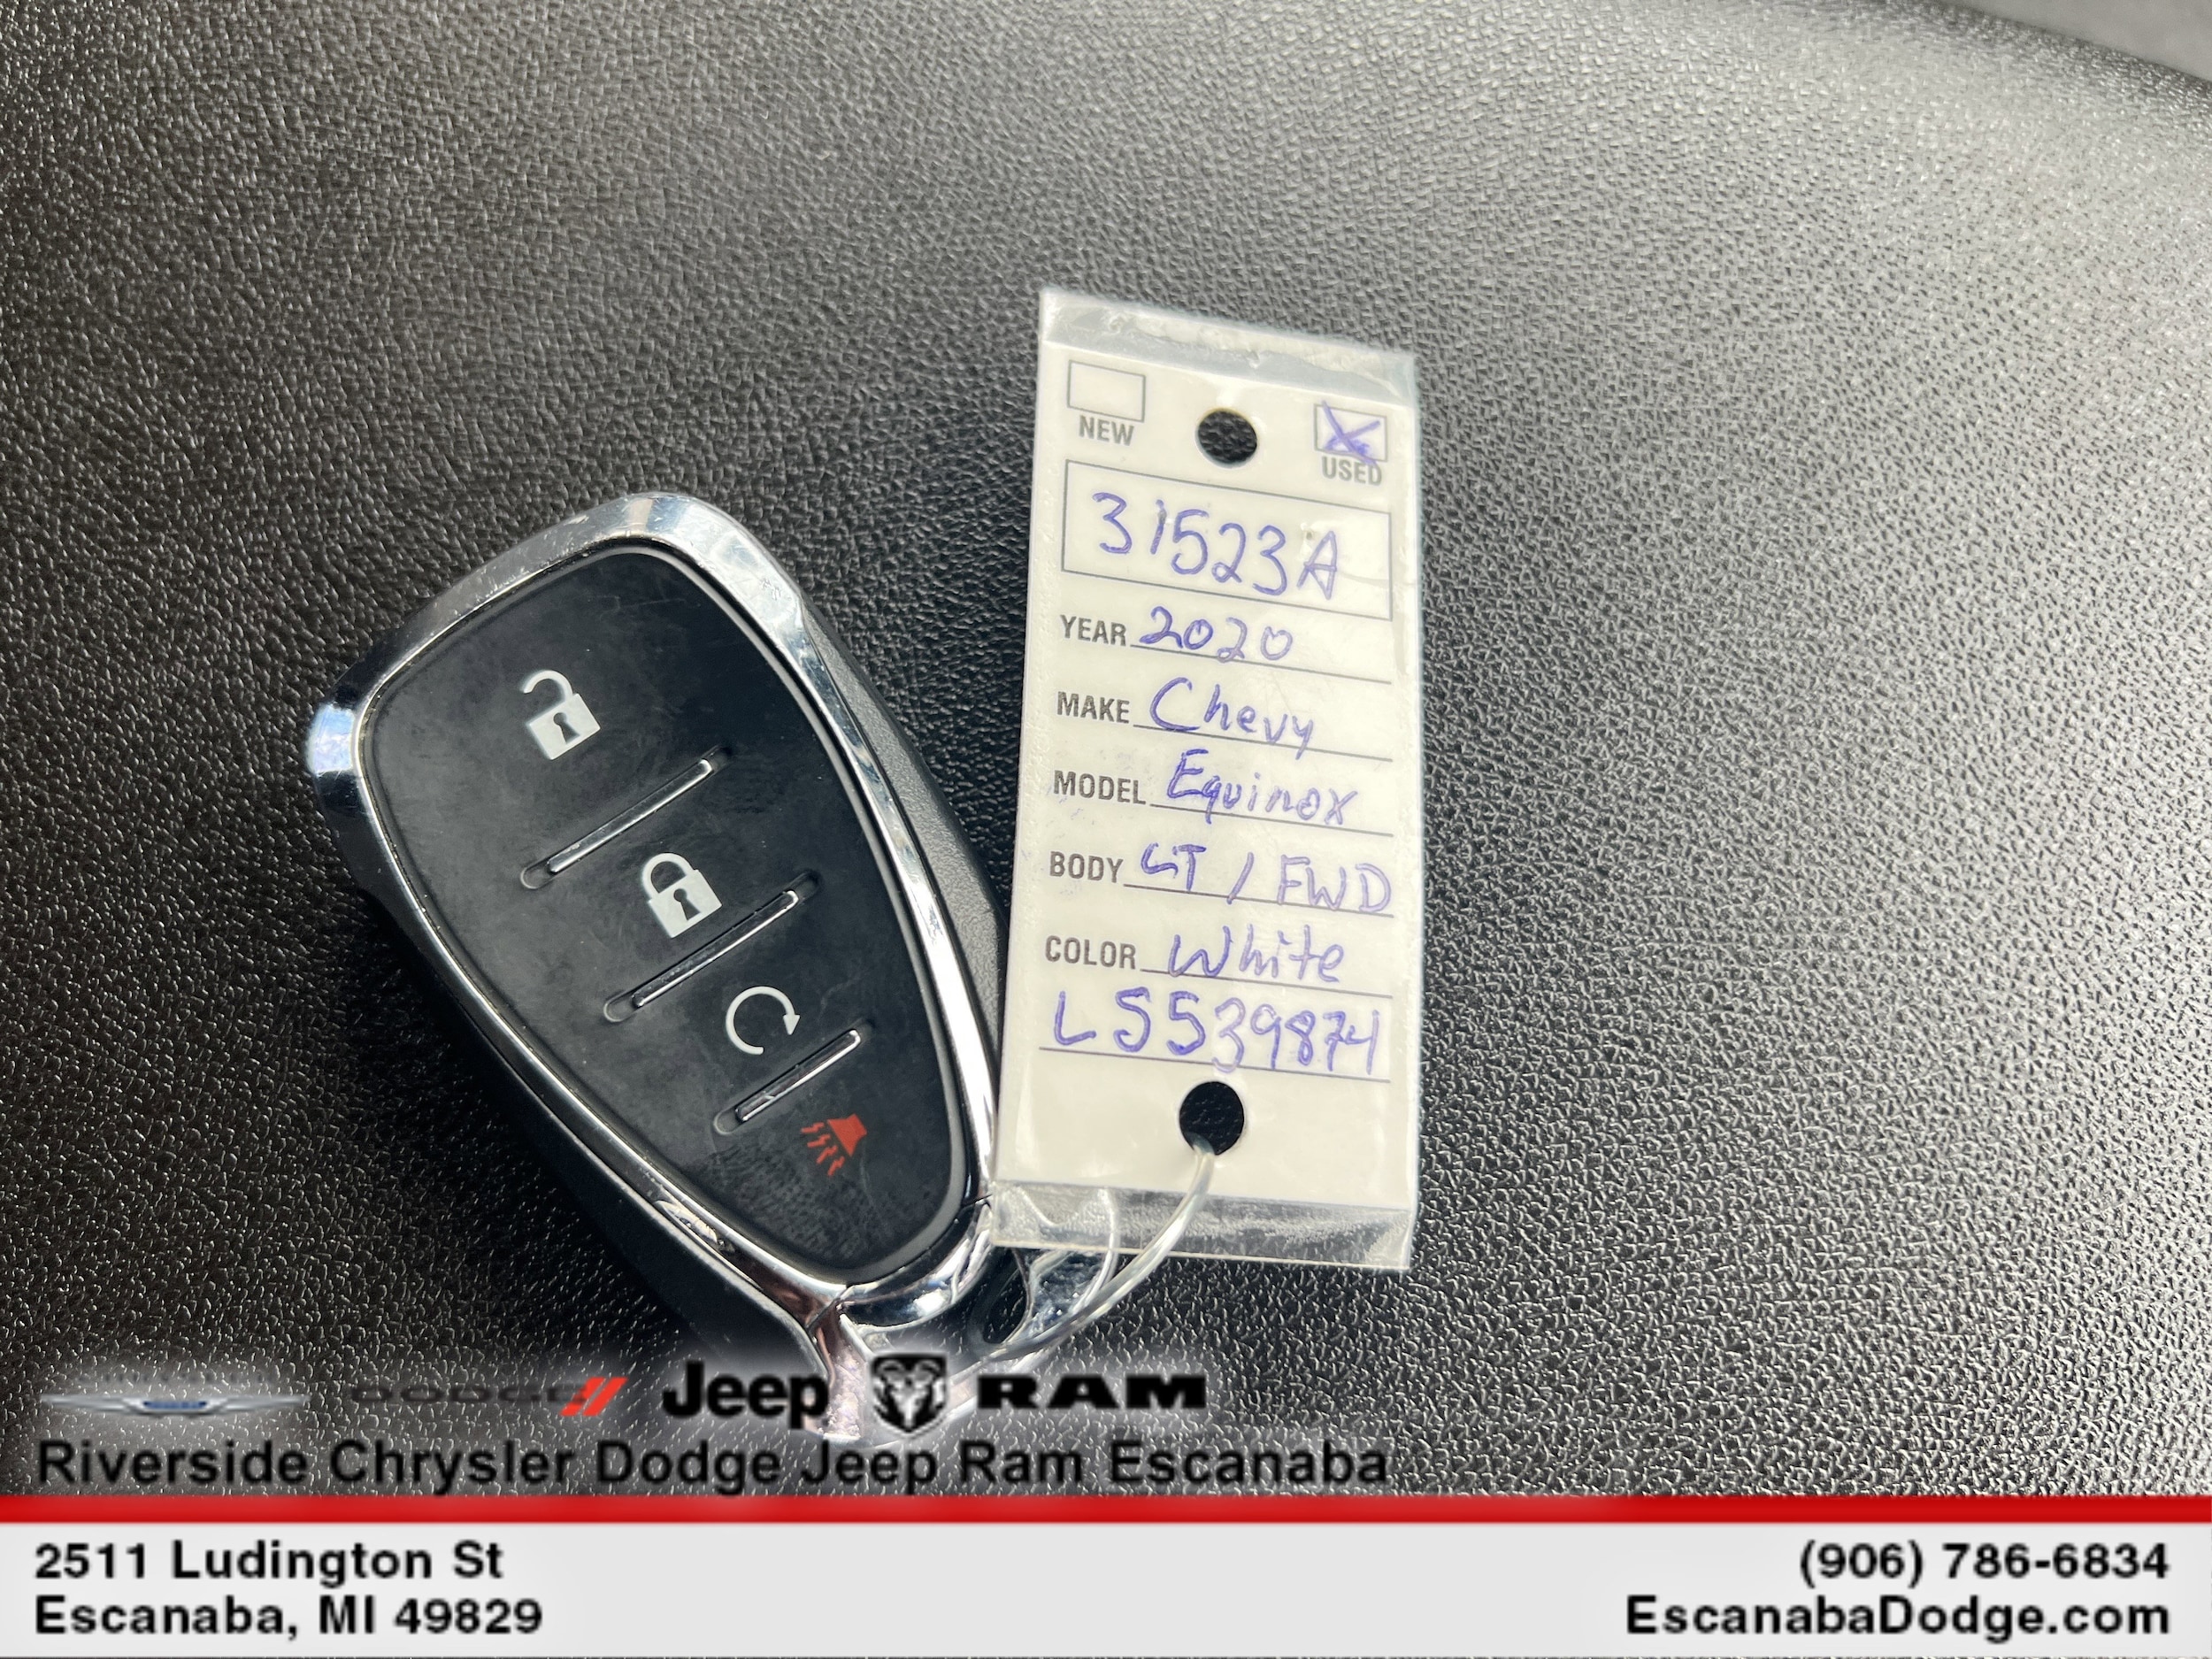 NEW
USED
31523A
YEAR 2020
MAKE Chevy
MODEL Equinox
BODY LT / FWD
COLOR White
LS539874
DODGE Jeep RAM
Riverside Chrysler Dodge Jeep Ram Escanaba
2511 Ludington St
Escanaba, MI 49829
(906) 786-6834
EscanabaDodge.com